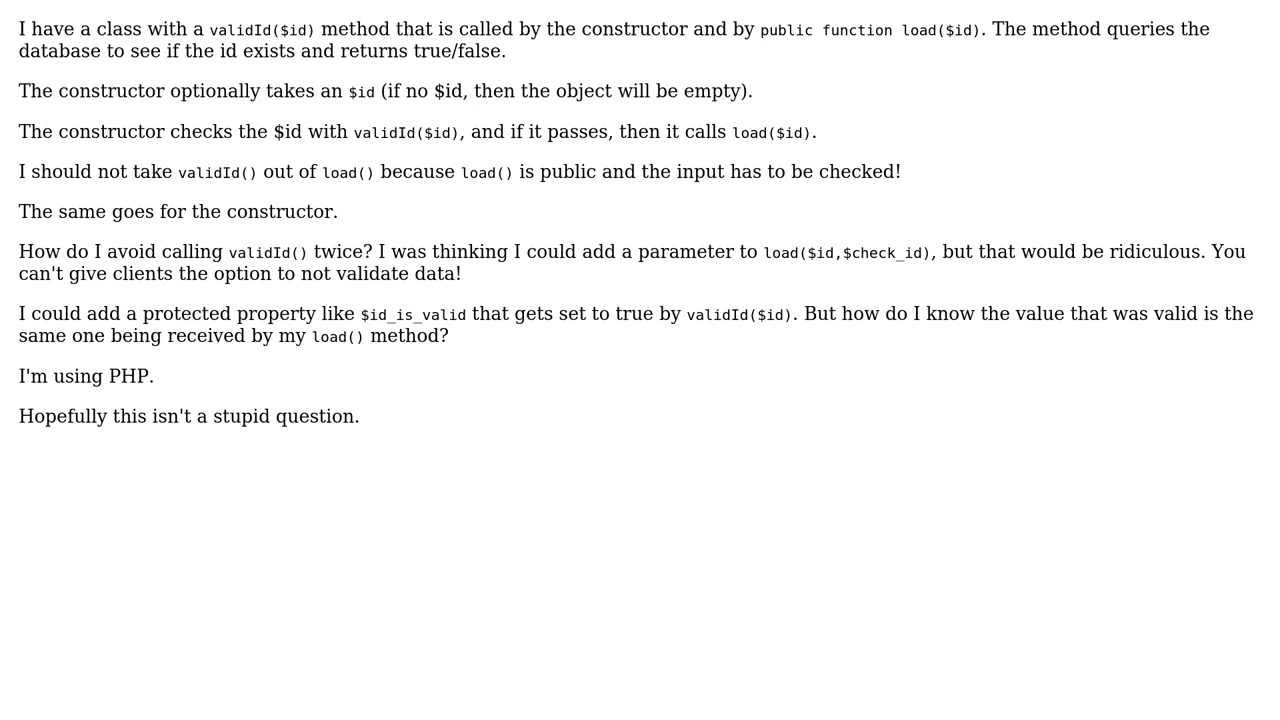 I have a class with a validId($id) method that is called by the constructor and by public function load($id). The method queries the
database to see if the id exists and returns true/false.
The constructor optionally takes an $id (if no $id, then the object will be empty).
The constructor checks the $id with validId($id), and if it passes, then it calls load($id).
I should not take validId() out of load() because load() is public and the input has to be checked!
The same goes for the constructor.
How do I avoid calling validId() twice? I was thinking I could add a parameter to load($id,$check_id), but that would be ridiculous. You
can't give clients the option to not validate data!
I could add a protected property like $id_is_valid that gets set to true by validId($id). But how do I know the value that was valid is the
same one being received by my load() method?
I'm using PHP.
Hopefully this isn't a stupid question.